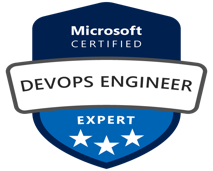 Microsoft
CERTIFIED
DEVOPS ENGINEER
EXPERT